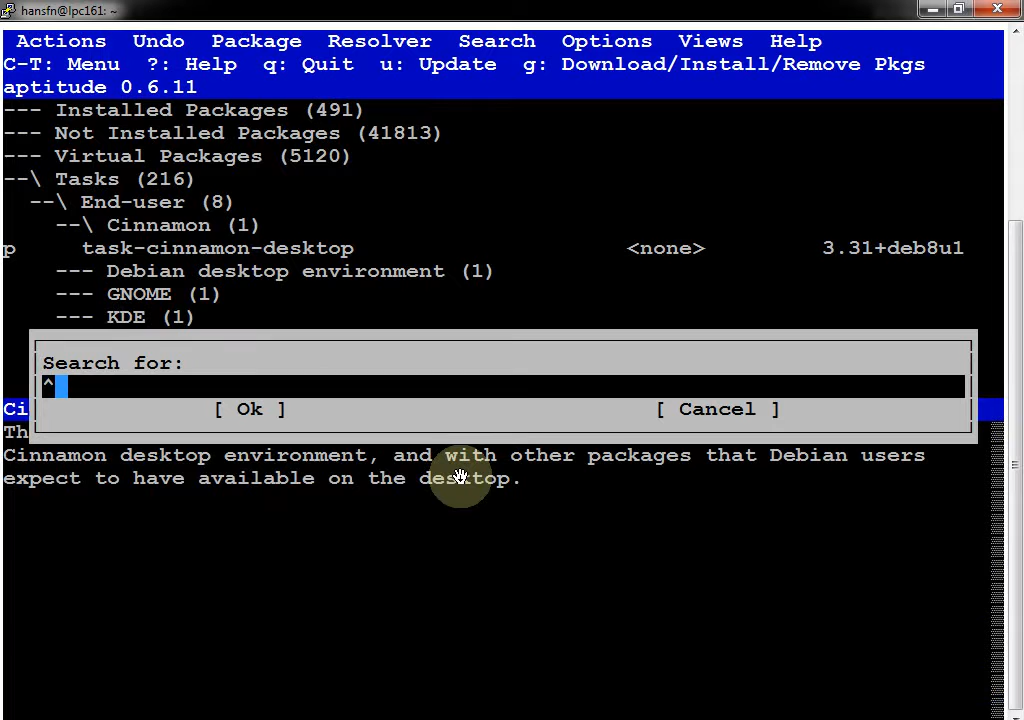 hansfn@lpc161: ~
Actions Undo Package Resolver Search Options Views Help
C-T: Menu ?: Help q: Quit u: Update g: Download/Install/Remove Pkgs
aptitude 0.6.11
--- Installed Packages (491)
--- Not Installed Packages (41813)
--- Virtual Packages (5120)
--\ Tasks (216)
--\ End-user (8)
--\ Cinnamon (1)
p task-cinnamon-desktop <none> 3.31+deb8u1
--- Debian desktop environment (1)
--- GNOME (1)
--- KDE (1)
Search for:
^
[ Ok ] [ Cancel ]
Ci
Th
Cinnamon desktop environment, and with other packages that Debian users
expect to have available on the desktop.